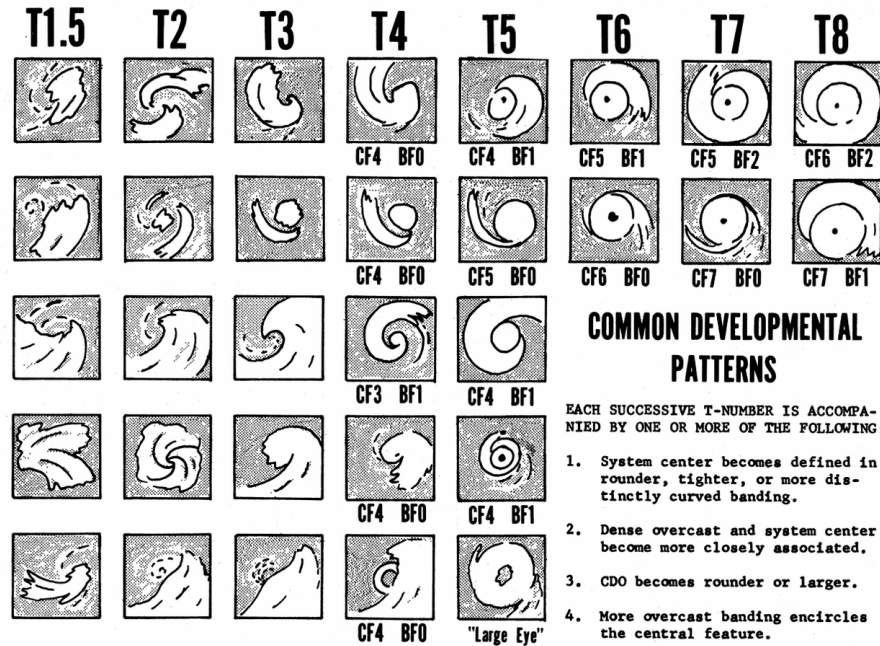 T1.5 T2 T3 T4 T5 T6 T7 T8
CF4 BF0 CF4 BF1 CF5 BF1 CF5 BF2 CF6 BF2
CF4 BF0 CF5 BF0 CF6 BF0 CF7 BF0 CF7 BF1
CF3 BF1 CF4 BF1
CF4 BF0 CF4 BF1
CF4 BF0 "Large Eye"
COMMON DEVELOPMENTAL
PATTERNS
EACH SUCCESSIVE T-NUMBER IS ACCOMPA-
NIED BY ONE OR MORE OF THE FOLLOWING
1. System center becomes defined in
rounder, tighter, or more dis-
tinctly curved banding.
2. Dense overcast and system center
become more closely associated.
3. CDO becomes rounder or larger.
4. More overcast banding encircles
the central feature.